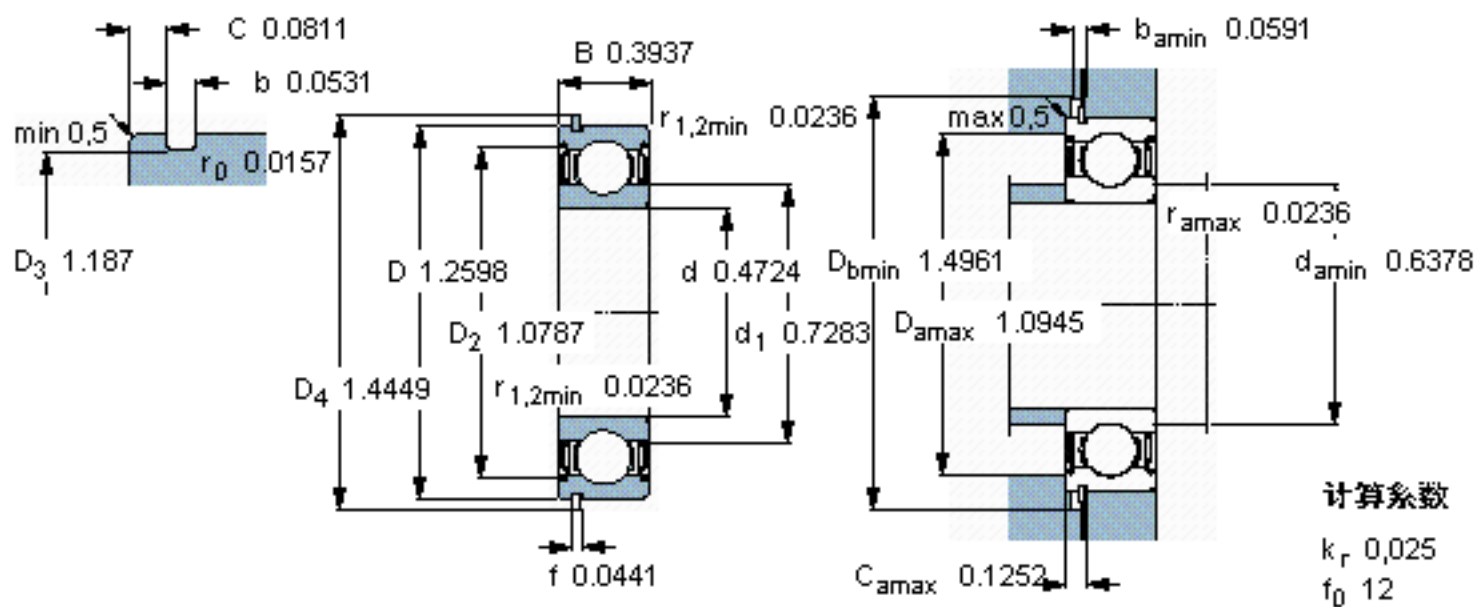 C 0.0811
b 0.0531
min 0,5
r0 0.0157
D3 1.187
B 0.3937
r1,2min 0.0236
D 1.2598
d 0.4724
D2 1.0787
d1 0.7283
D4 1.4449
r1,2min 0.0236
f 0.0441
bamin 0.0591
max 0,5
ramax 0.0236
Dbmin 1.4961
damin 0.6378
Damax 1.0945
Camax 0.1252
计算系数
kr 0,025
f0 12